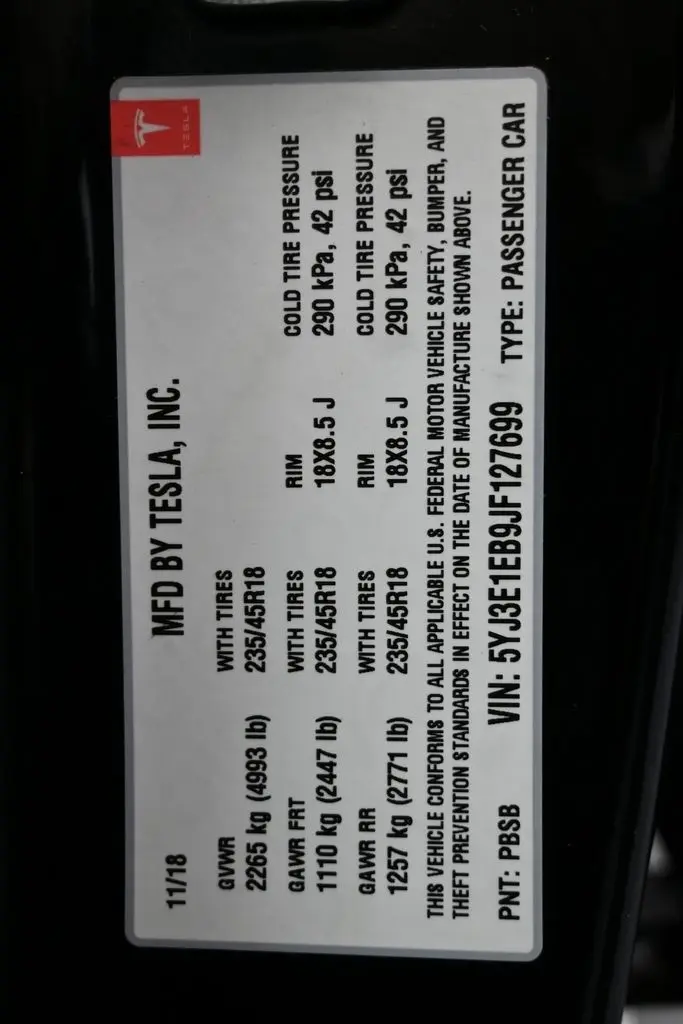 TESLA
11/18 MFD BY TESLA, INC.
GVWR WITH TIRES
2265 kg (4993 lb) 235/45R18
GAWR FRT WITH TIRES RIM COLD TIRE PRESSURE
1110 kg (2447 lb) 235/45R18 18X8.5 J 290 kPa, 42 psi
GAWR RR WITH TIRES RIM COLD TIRE PRESSURE
1257 kg (2771 lb) 235/45R18 18X8.5 J 290 kPa, 42 psi
THIS VEHICLE CONFORMS TO ALL APPLICABLE U.S. FEDERAL MOTOR VEHICLE SAFETY, BUMPER, AND
THEFT PREVENTION STANDARDS IN EFFECT ON THE DATE OF MANUFACTURE SHOWN ABOVE.
PNT: PBSB VIN: 5YJ3E1EB9JF127699 TYPE: PASSENGER CAR